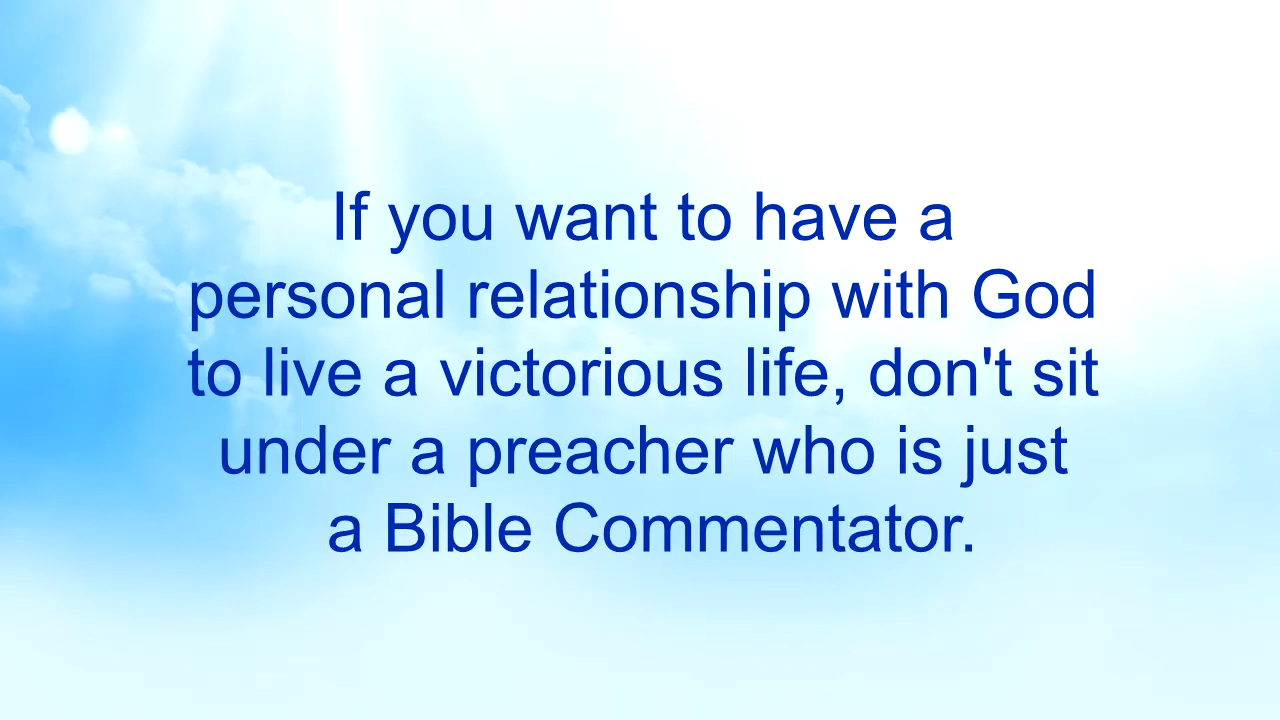 If you want to have a
personal relationship with God
to live a victorious life, don't sit
under a preacher who is just
a Bible Commentator.